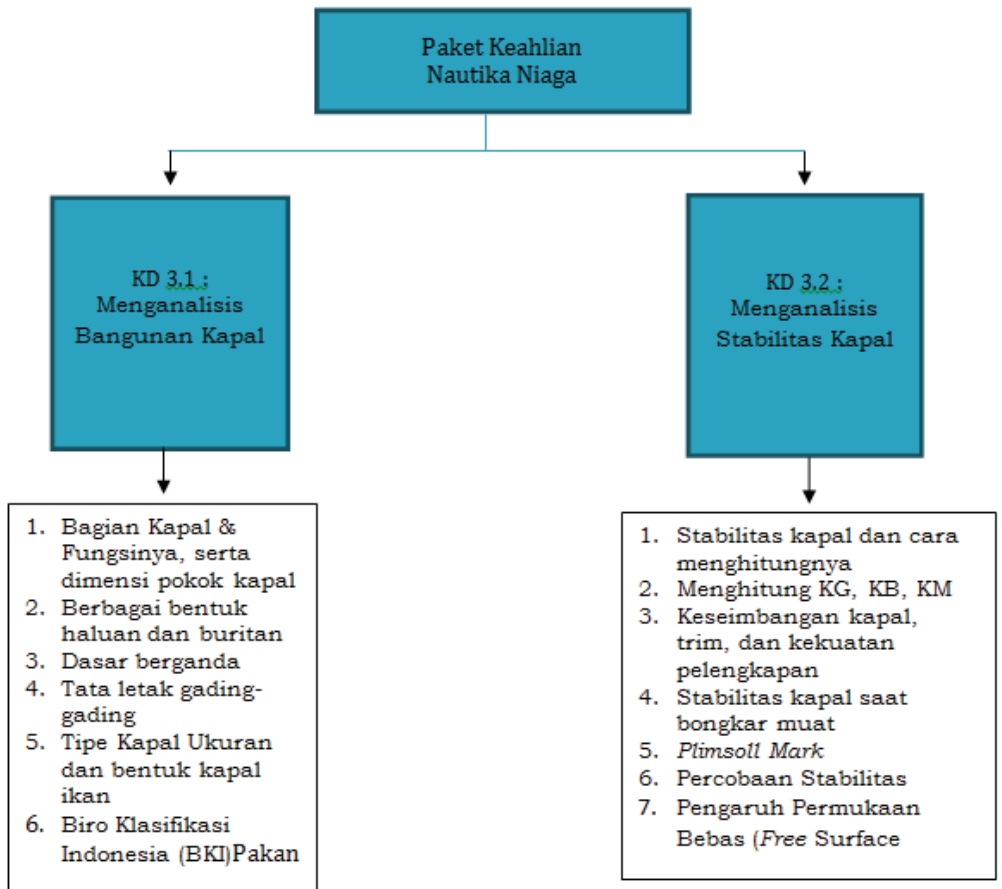 Paket Keahlian
Nautika Niaga
KD 3.1 :
Menganalisis
Bangunan Kapal
KD 3.2 :
Menganalisis
Stabilitas Kapal
1. Bagian Kapal &
Fungsinya, serta
dimensi pokok kapal
2. Berbagai bentuk
haluan dan buritan
3. Dasar berganda
4. Tata letak gading-
gading
5. Tipe Kapal Ukuran
dan bentuk kapal
ikan
6. Biro Klasifikasi
Indonesia (BKI)Pakan
1. Stabilitas kapal dan cara
menghitungnya
2. Menghitung KG, KB, KM
3. Keseimbangan kapal,
trim, dan kekuatan
pelengkapan
4. Stabilitas kapal saat
bongkar muat
5. Plimsoll Mark
6. Percobaan Stabilitas
7. Pengaruh Permukaan
Bebas (Free Surface